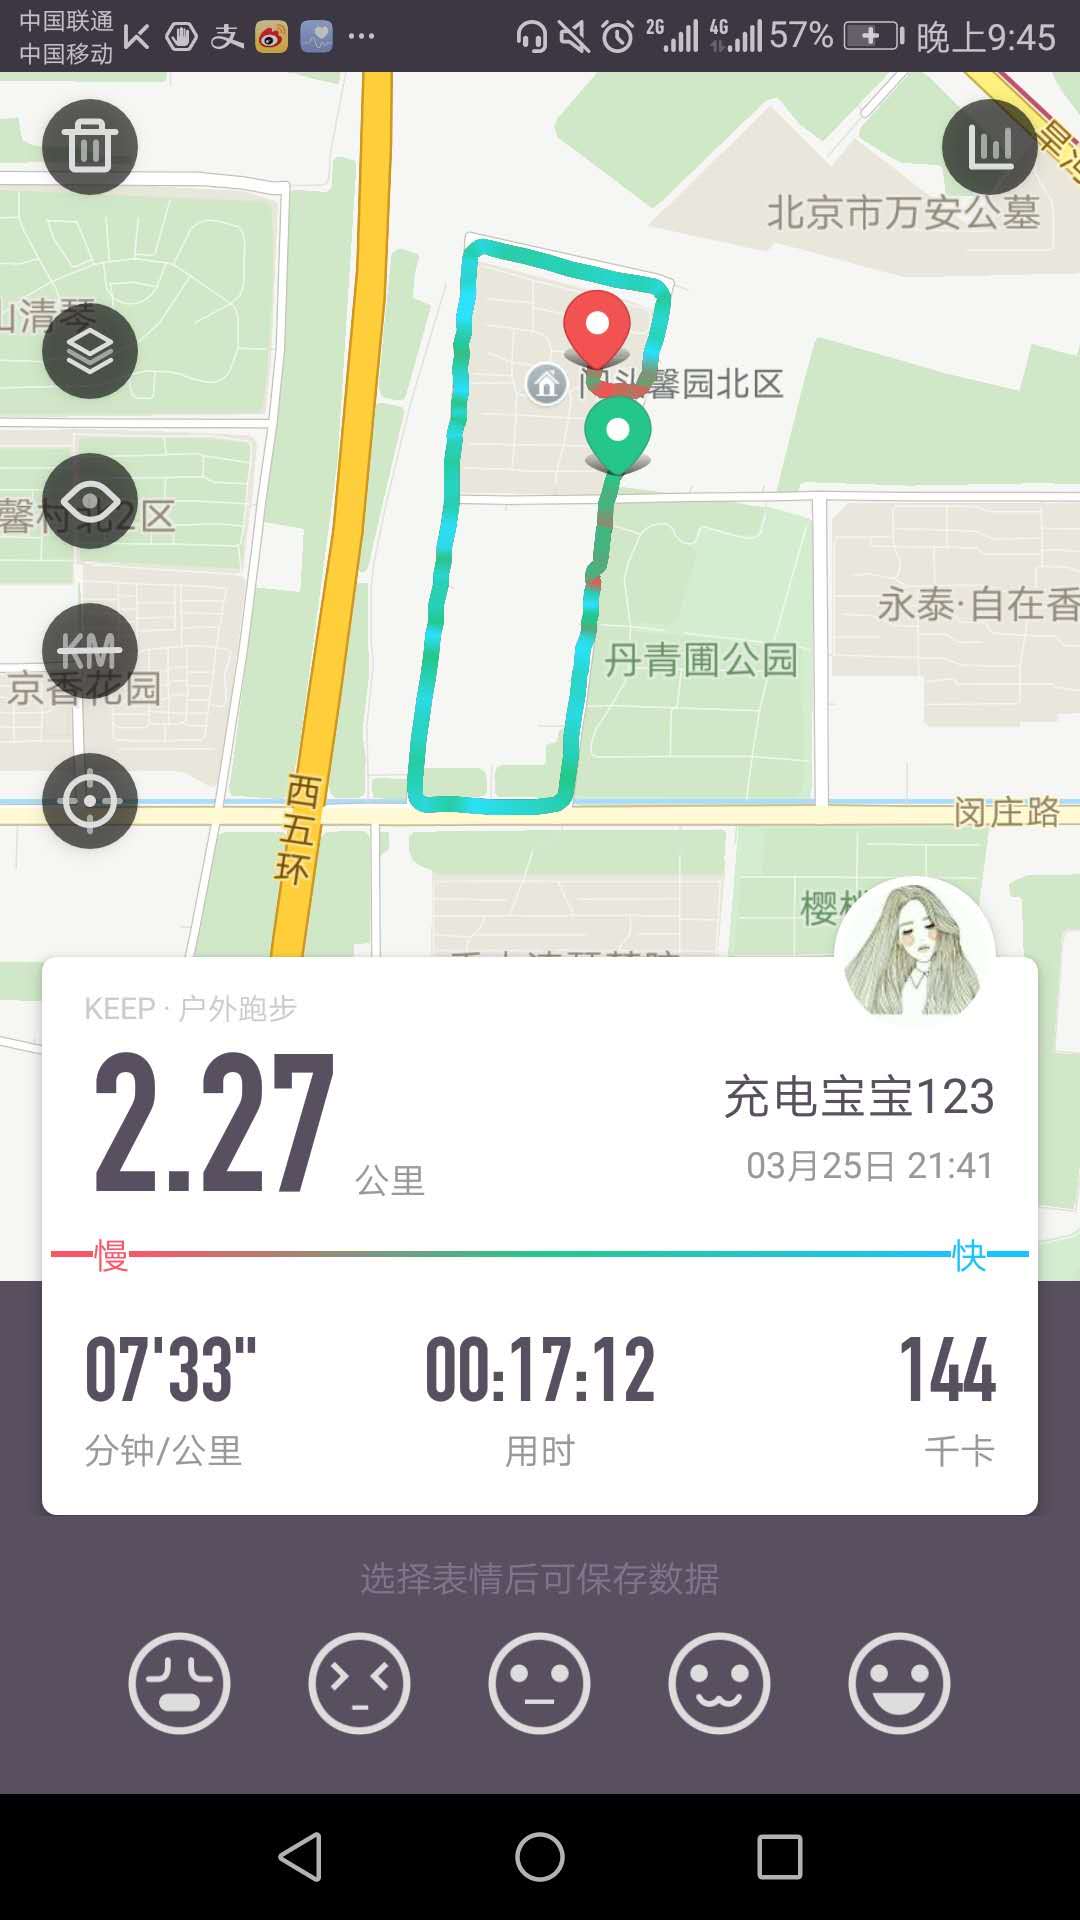 中国联通
中国移动
2G 4G 57% 晚上9:45
北京市万安公墓
山清琴
门头馨园北区
馨村北2区
永泰·自在香
KM
丹青圃公园
京香花园
西五环
闵庄路
KEEP · 户外跑步
2.27 公里
充电宝宝123
03月25日 21:41
慢 快
07'33" 00:17:12 144
分钟/公里 用时 千卡
选择表情后可保存数据